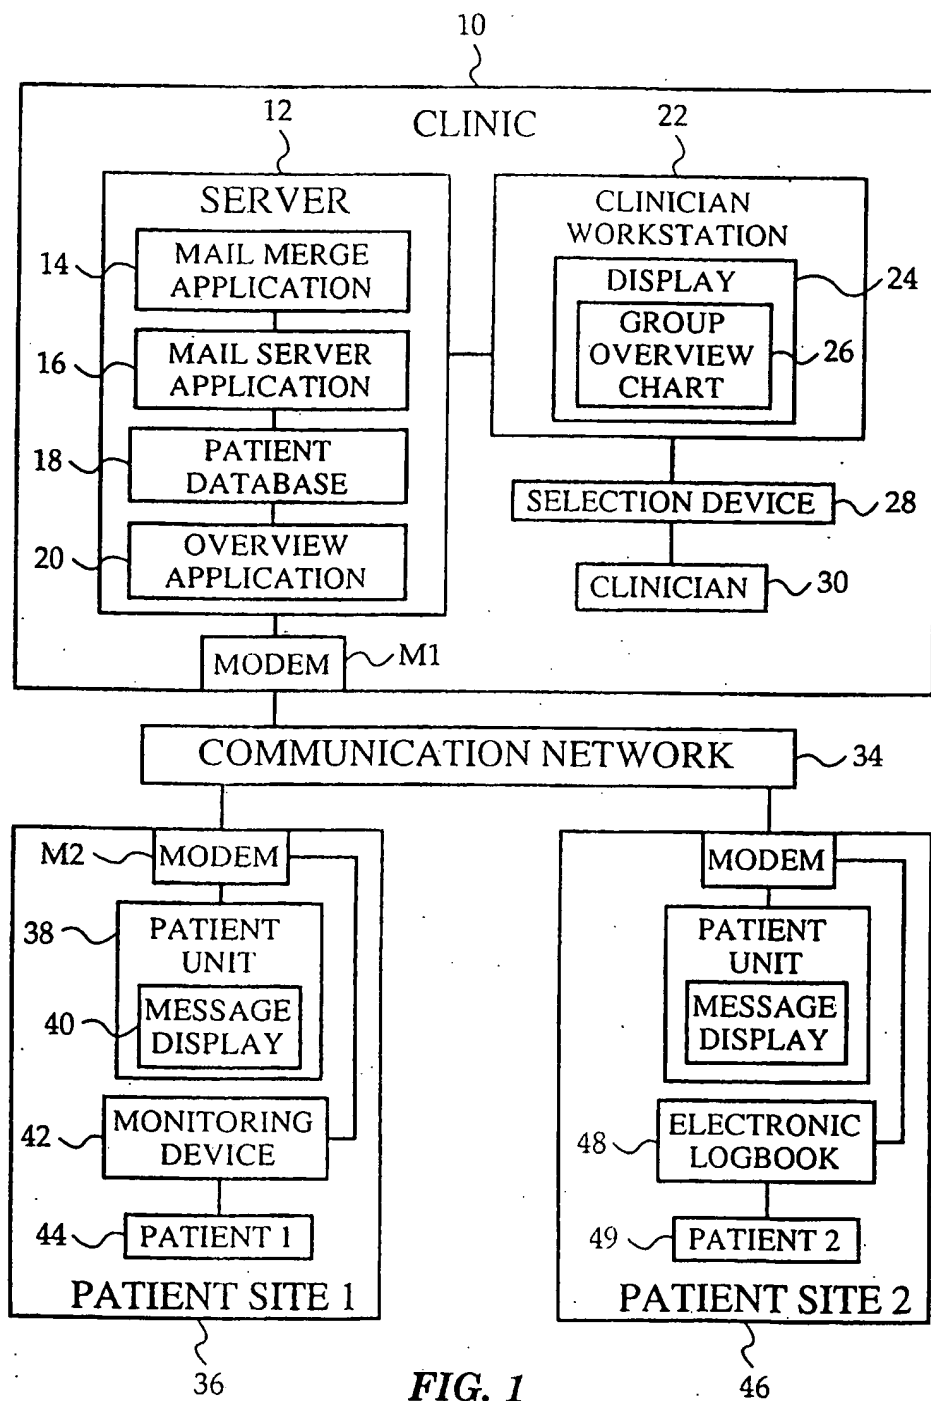 10
CLINIC
12
22
SERVER
14
MAIL MERGE
APPLICATION
16
MAIL SERVER
APPLICATION
18
PATIENT
DATABASE
20
OVERVIEW
APPLICATION
CLINICIAN
WORKSTATION
DISPLAY
24
GROUP
OVERVIEW
CHART
26
SELECTION DEVICE
28
CLINICIAN
30
MODEM
M1
COMMUNICATION NETWORK
34
M2
MODEM
38
PATIENT
UNIT
40
MESSAGE
DISPLAY
42
MONITORING
DEVICE
44
PATIENT 1
PATIENT SITE 1
36
MODEM
PATIENT
UNIT
MESSAGE
DISPLAY
48
ELECTRONIC
LOGBOOK
49
PATIENT 2
PATIENT SITE 2
46
FIG. 1